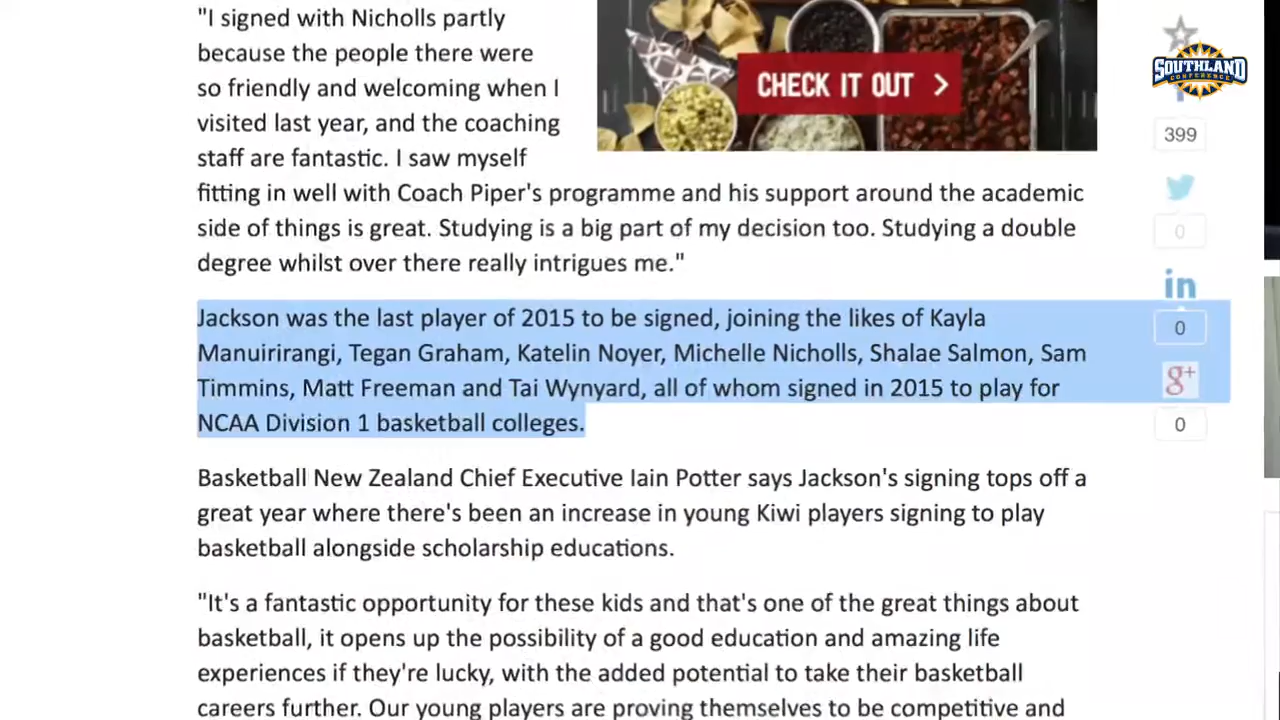 "I signed with Nicholls partly
because the people there were
so friendly and welcoming when I
visited last year, and the coaching
staff are fantastic. I saw myself
fitting in well with Coach Piper's programme and his support around the academic
side of things is great. Studying is a big part of my decision too. Studying a double
degree whilst over there really intrigues me."
CHECK IT OUT >
SOUTHLAND
CONFERENCE
399
0
in
0
g+
0
Jackson was the last player of 2015 to be signed, joining the likes of Kayla
Manuirirangi, Tegan Graham, Katelin Noyer, Michelle Nicholls, Shalae Salmon, Sam
Timmins, Matt Freeman and Tai Wynyard, all of whom signed in 2015 to play for
NCAA Division 1 basketball colleges.
Basketball New Zealand Chief Executive Iain Potter says Jackson's signing tops off a
great year where there's been an increase in young Kiwi players signing to play
basketball alongside scholarship educations.
"It's a fantastic opportunity for these kids and that's one of the great things about
basketball, it opens up the possibility of a good education and amazing life
experiences if they're lucky, with the added potential to take their basketball
careers further. Our young players are proving themselves to be competitive and